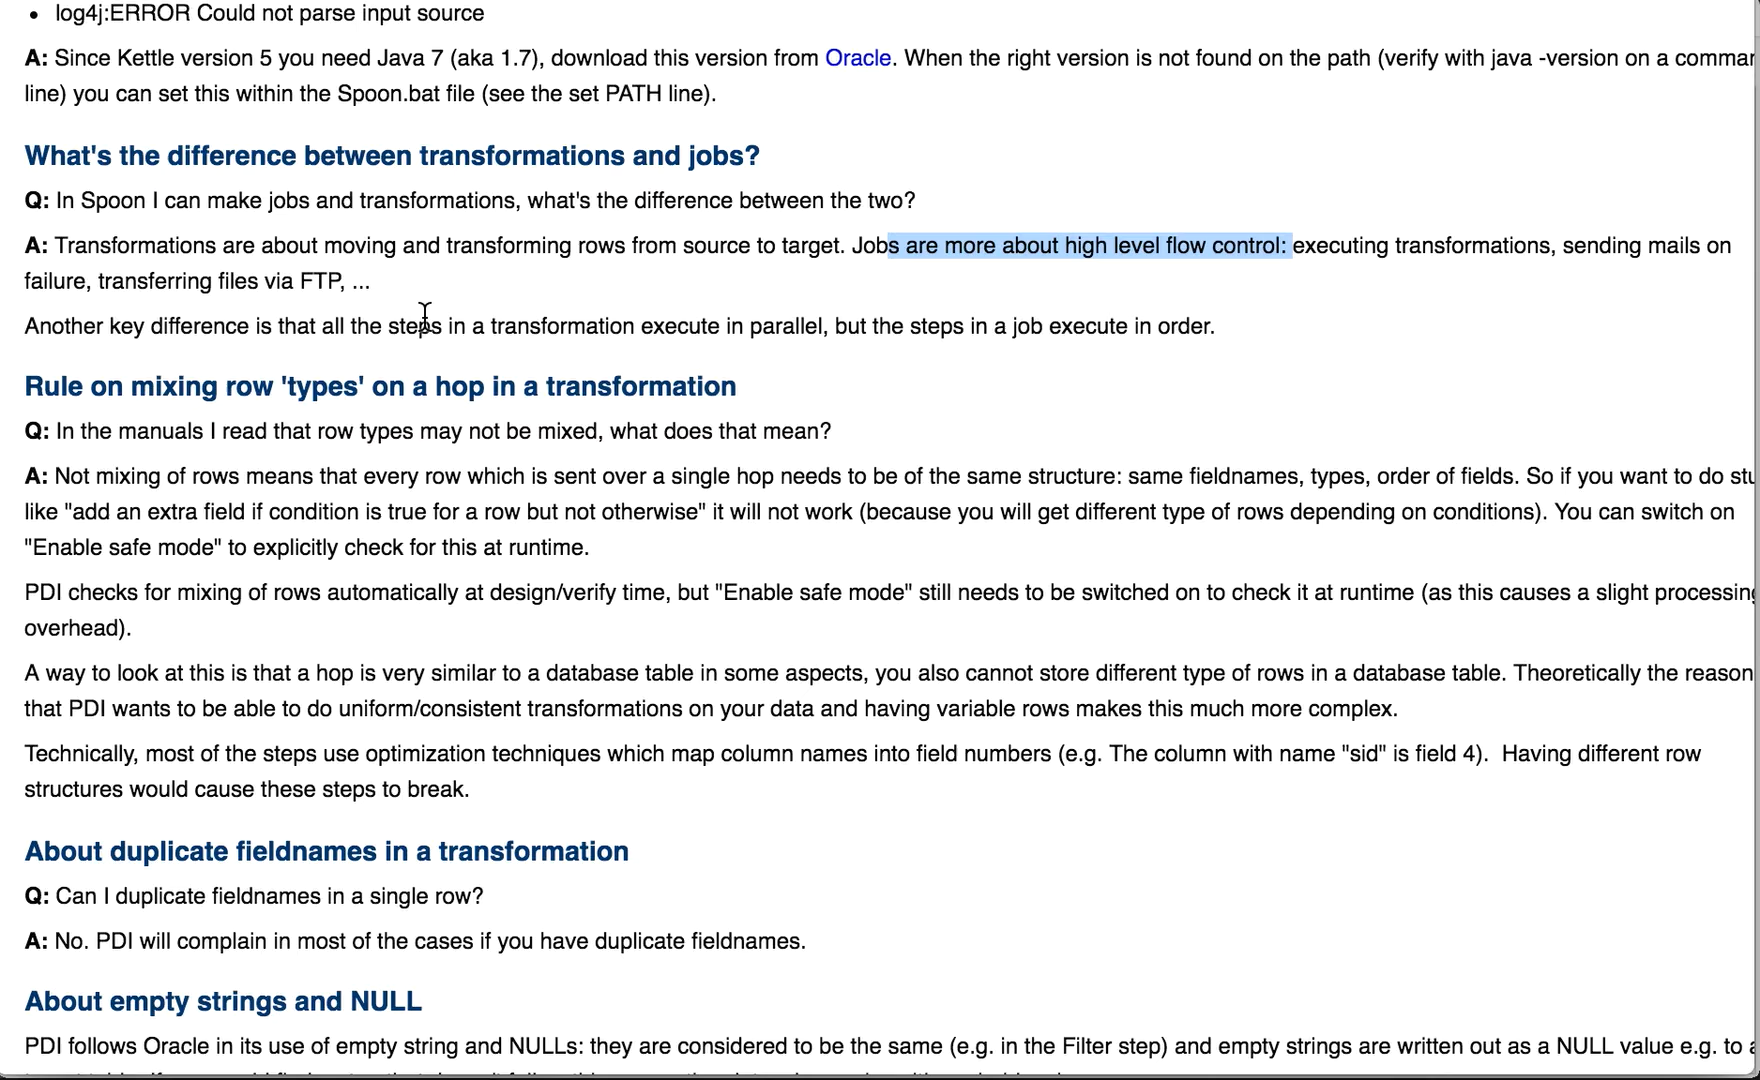 • log4j:ERROR Could not parse input source
A: Since Kettle version 5 you need Java 7 (aka 1.7), download this version from Oracle. When the right version is not found on the path (verify with java -version on a
line) you can set this within the Spoon.bat file (see the set PATH line).
What's the difference between transformations and jobs?
Q: In Spoon I can make jobs and transformations, what's the difference between the two?
A: Transformations are about moving and transforming rows from source to target. Jobs are more about high level flow control: executing transformations, sending mails on
failure, transferring files via FTP, ...
Another key difference is that all the steps in a transformation execute in parallel, but the steps in a job execute in order.
Rule on mixing row 'types' on a hop in a transformation
Q: In the manuals I read that row types may not be mixed, what does that mean?
A: Not mixing of rows means that every row which is sent over a single hop needs to be of the same structure: same fieldnames, types, order of fields. So if you want to do
like "add an extra field if condition is true for a row but not otherwise" it will not work (because you will get different type of rows depending on conditions). You can switch on
"Enable safe mode" to explicitly check for this at runtime.
PDI checks for mixing of rows automatically at design/verify time, but "Enable safe mode" still needs to be switched on to check it at runtime (as this causes a slight processing
overhead).
A way to look at this is that a hop is very similar to a database table in some aspects, you also cannot store different type of rows in a database table. Theoretically the reason
that PDI wants to be able to do uniform/consistent transformations on your data and having variable rows makes this much more complex.
Technically, most of the steps use optimization techniques which map column names into field numbers (e.g. The column with name "sid" is field 4). Having different row
structures would cause these steps to break.
About duplicate fieldnames in a transformation
Q: Can I duplicate fieldnames in a single row?
A: No. PDI will complain in most of the cases if you have duplicate fieldnames.
About empty strings and NULL
PDI follows Oracle in its use of empty string and NULLs: they are considered to be the same (e.g. in the Filter step) and empty strings are written out as a NULL value e.g. to